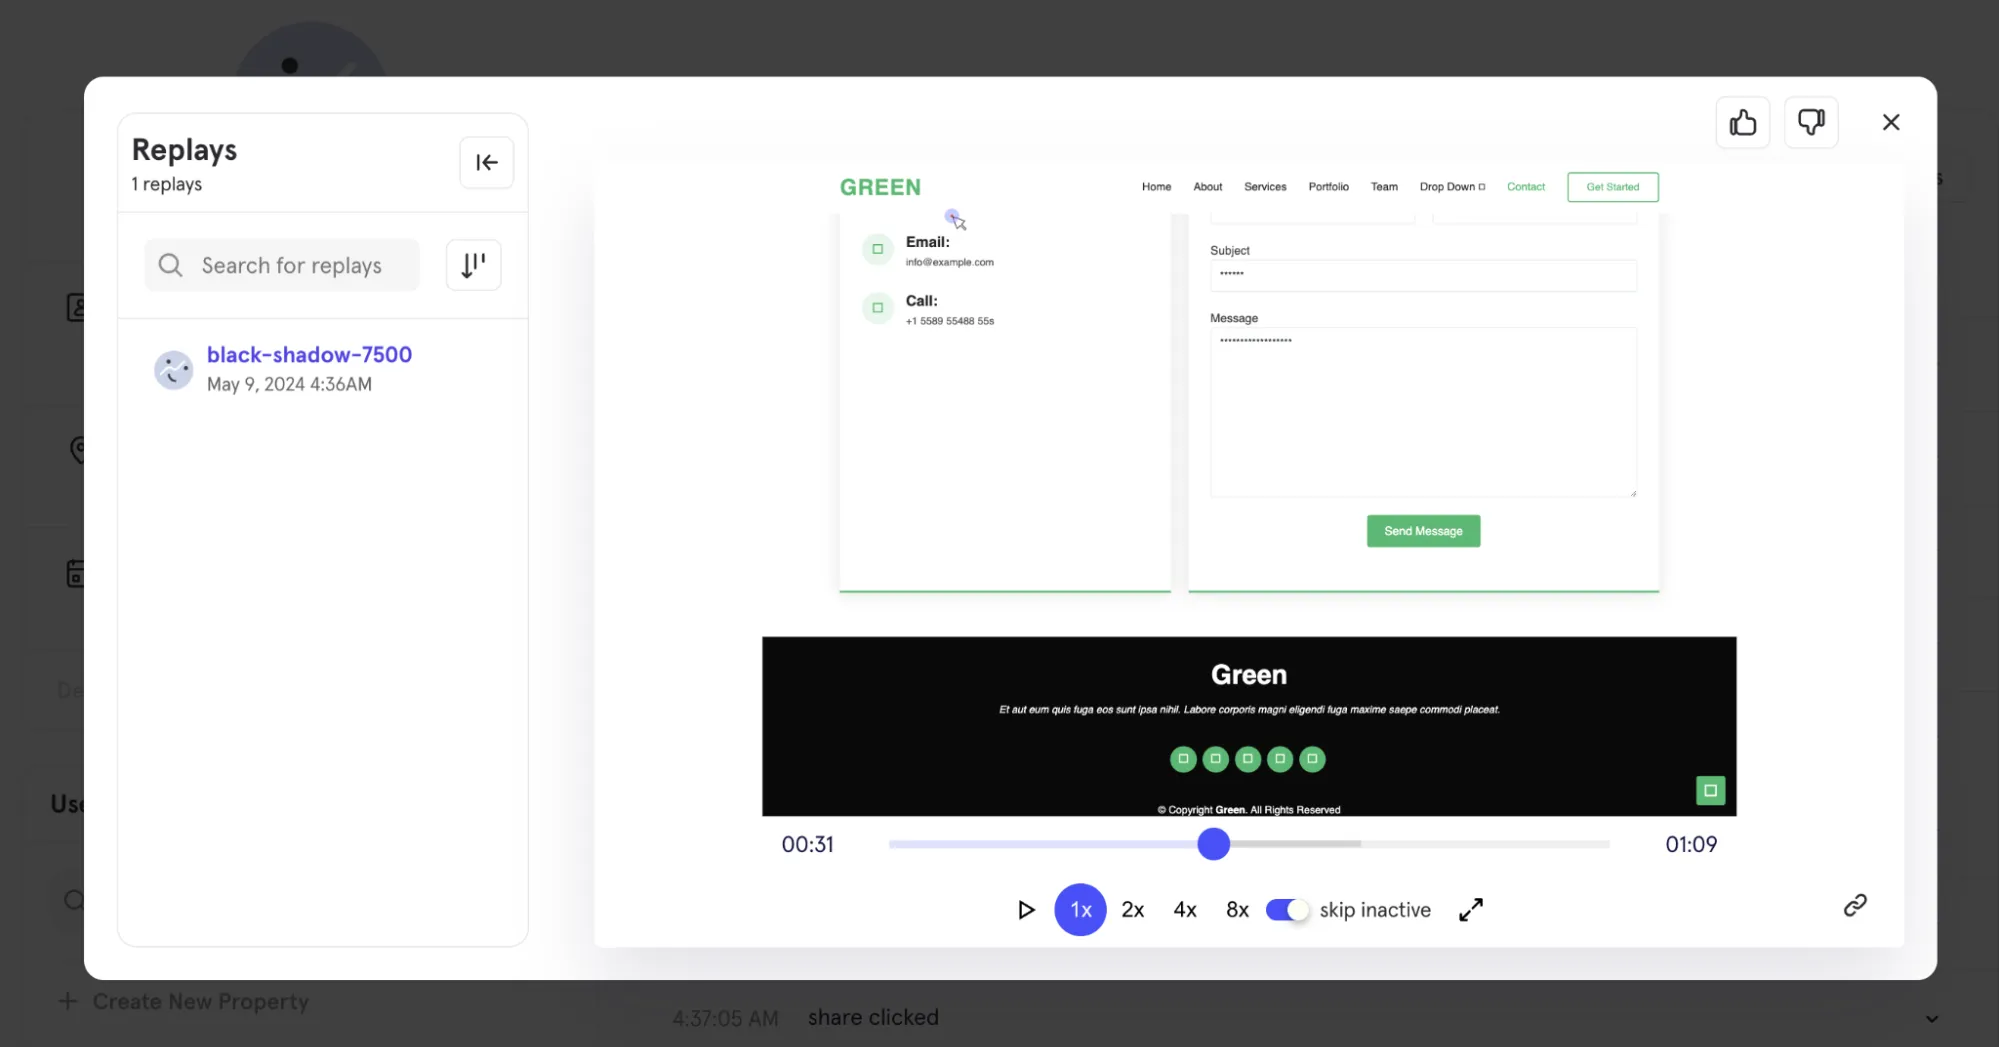 Replays
1 replays
Search for replays
black-shadow-7500
May 9, 2024 4:36AM
GREEN
Home About Services Portfolio Team Drop Down Contact Get Started
Email:
info@example.com
Call:
+1 5589 55488 55s
Subject
••••••
Message
••••••••••••••••••
Send Message
Green
Et aut eum quis fuga eos sunt ipsa nihil. Labore corporis magni eligendi fuga maxime saepe commodi placeat.
© Copyright Green. All Rights Reserved
00:31 01:09
1x 2x 4x 8x skip inactive
De
Use
+ Create New Property
4:37:05 AM share clicked
s